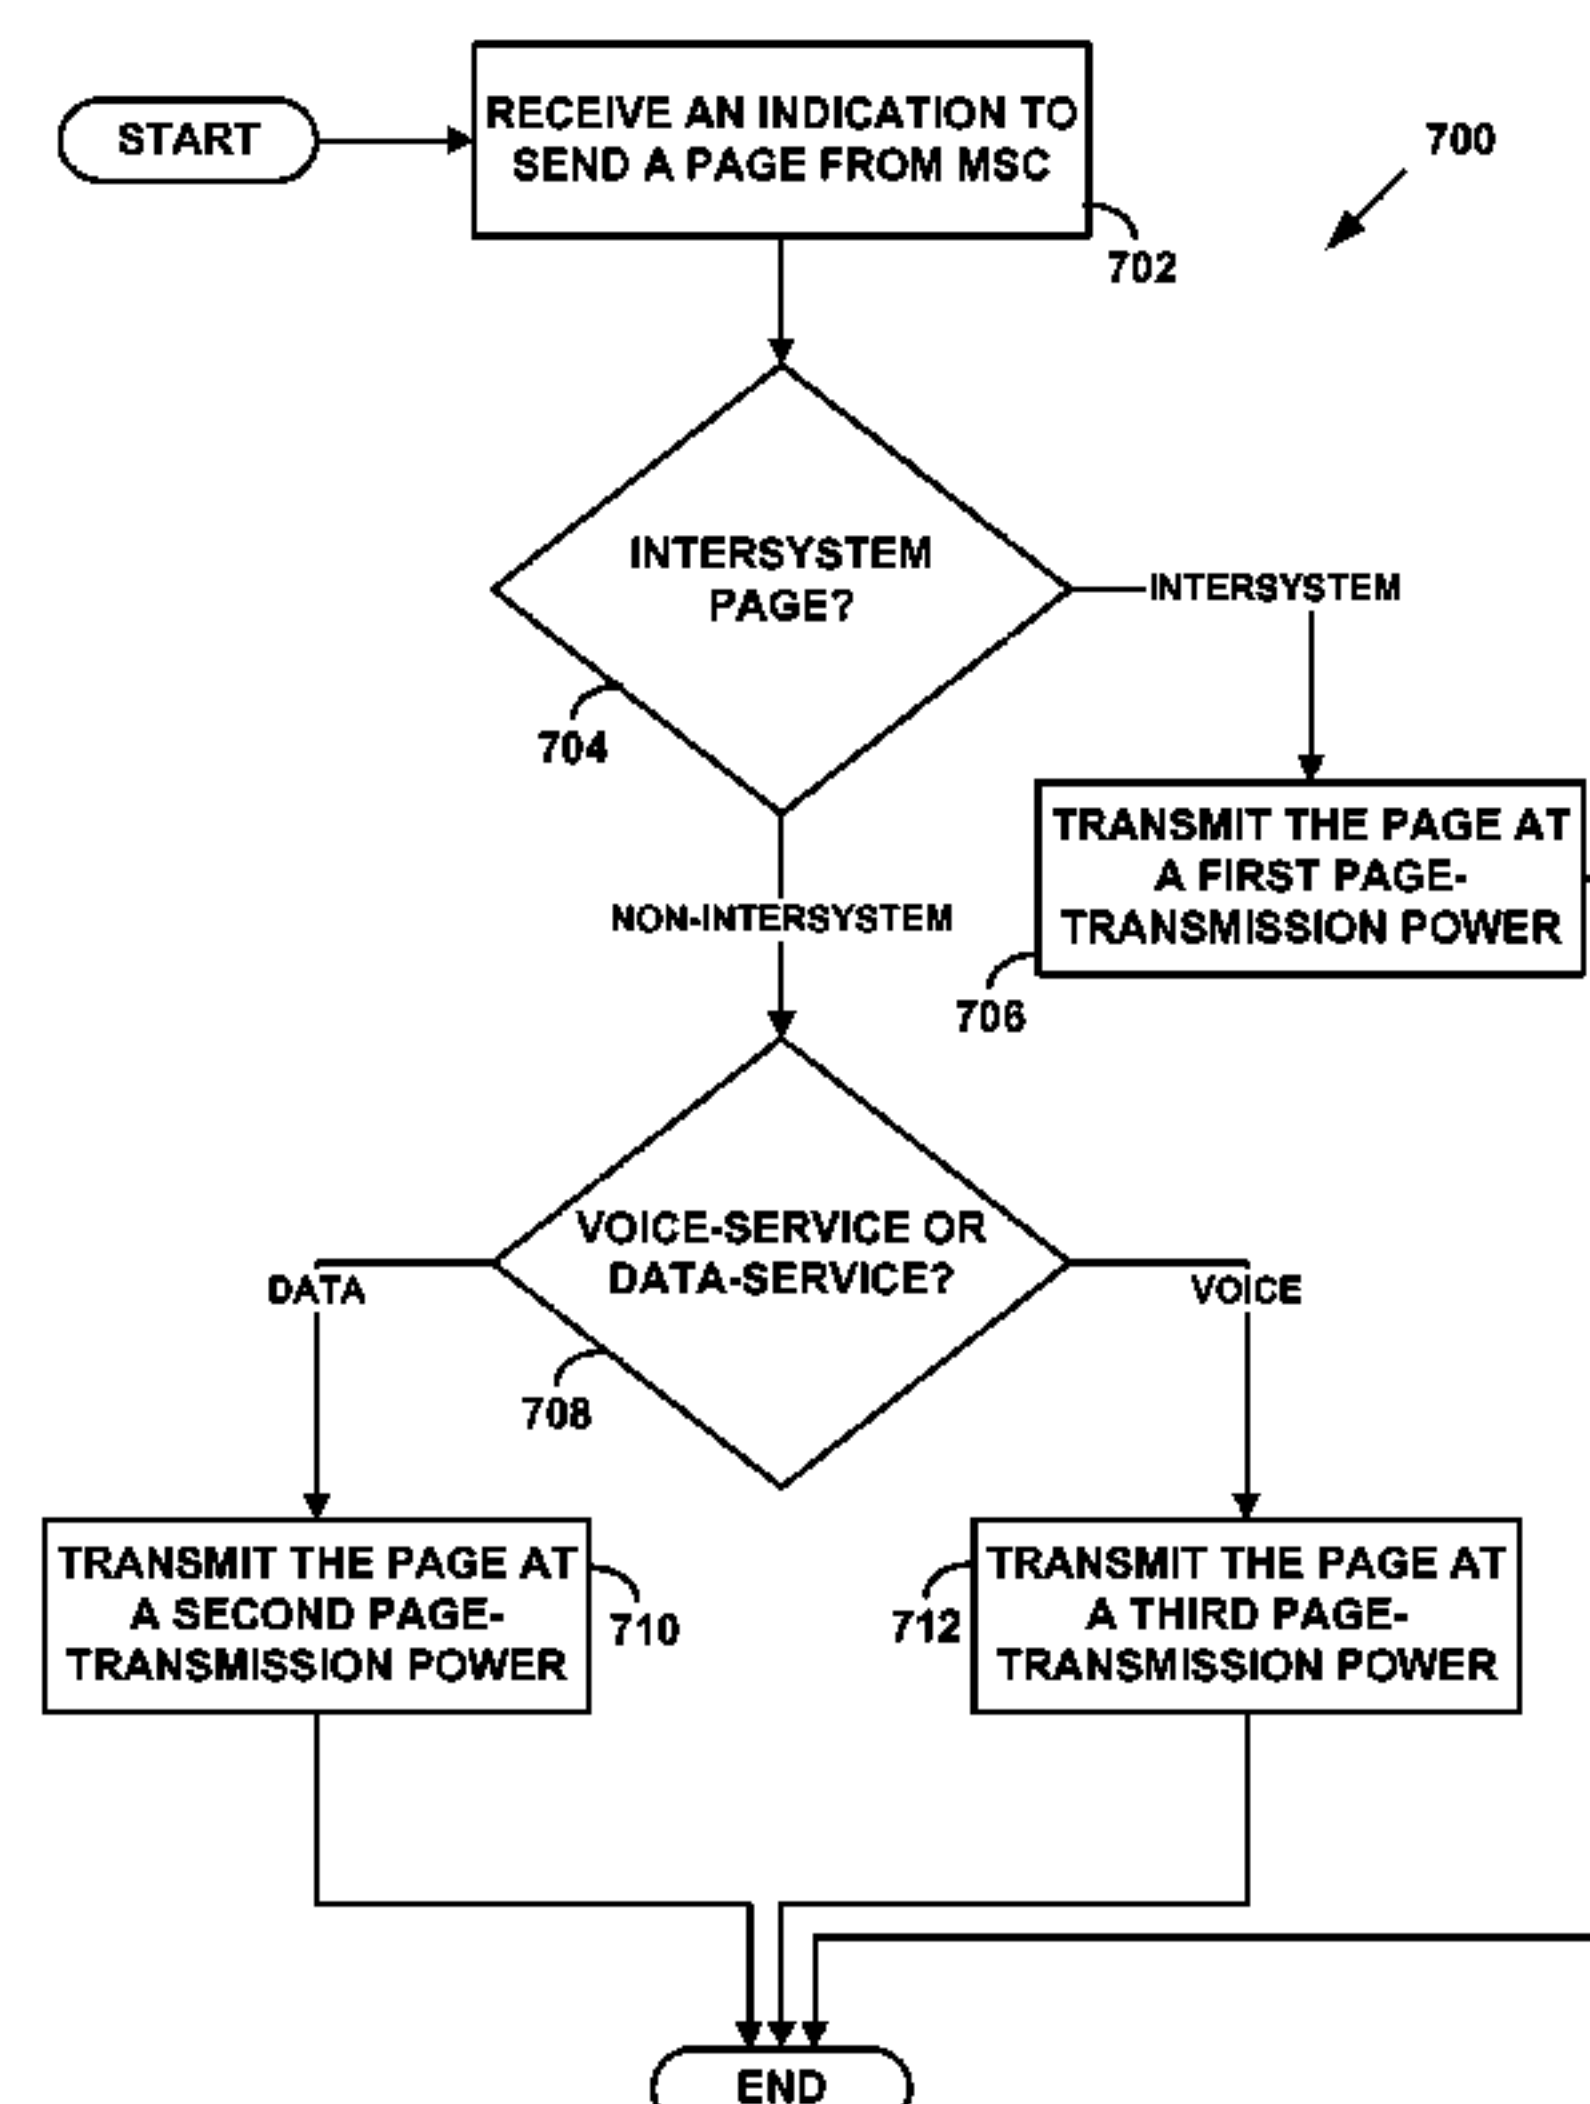 START
RECEIVE AN INDICATION TO
SEND A PAGE FROM MSC
700
702
INTERSYSTEM
PAGE?
INTERSYSTEM
704
TRANSMIT THE PAGE AT
A FIRST PAGE-
TRANSMISSION POWER
NON-INTERSYSTEM
706
VOICE-SERVICE OR
DATA-SERVICE?
DATA
VOICE
708
TRANSMIT THE PAGE AT
A SECOND PAGE-
TRANSMISSION POWER
710
712
TRANSMIT THE PAGE AT
A THIRD PAGE-
TRANSMISSION POWER
END